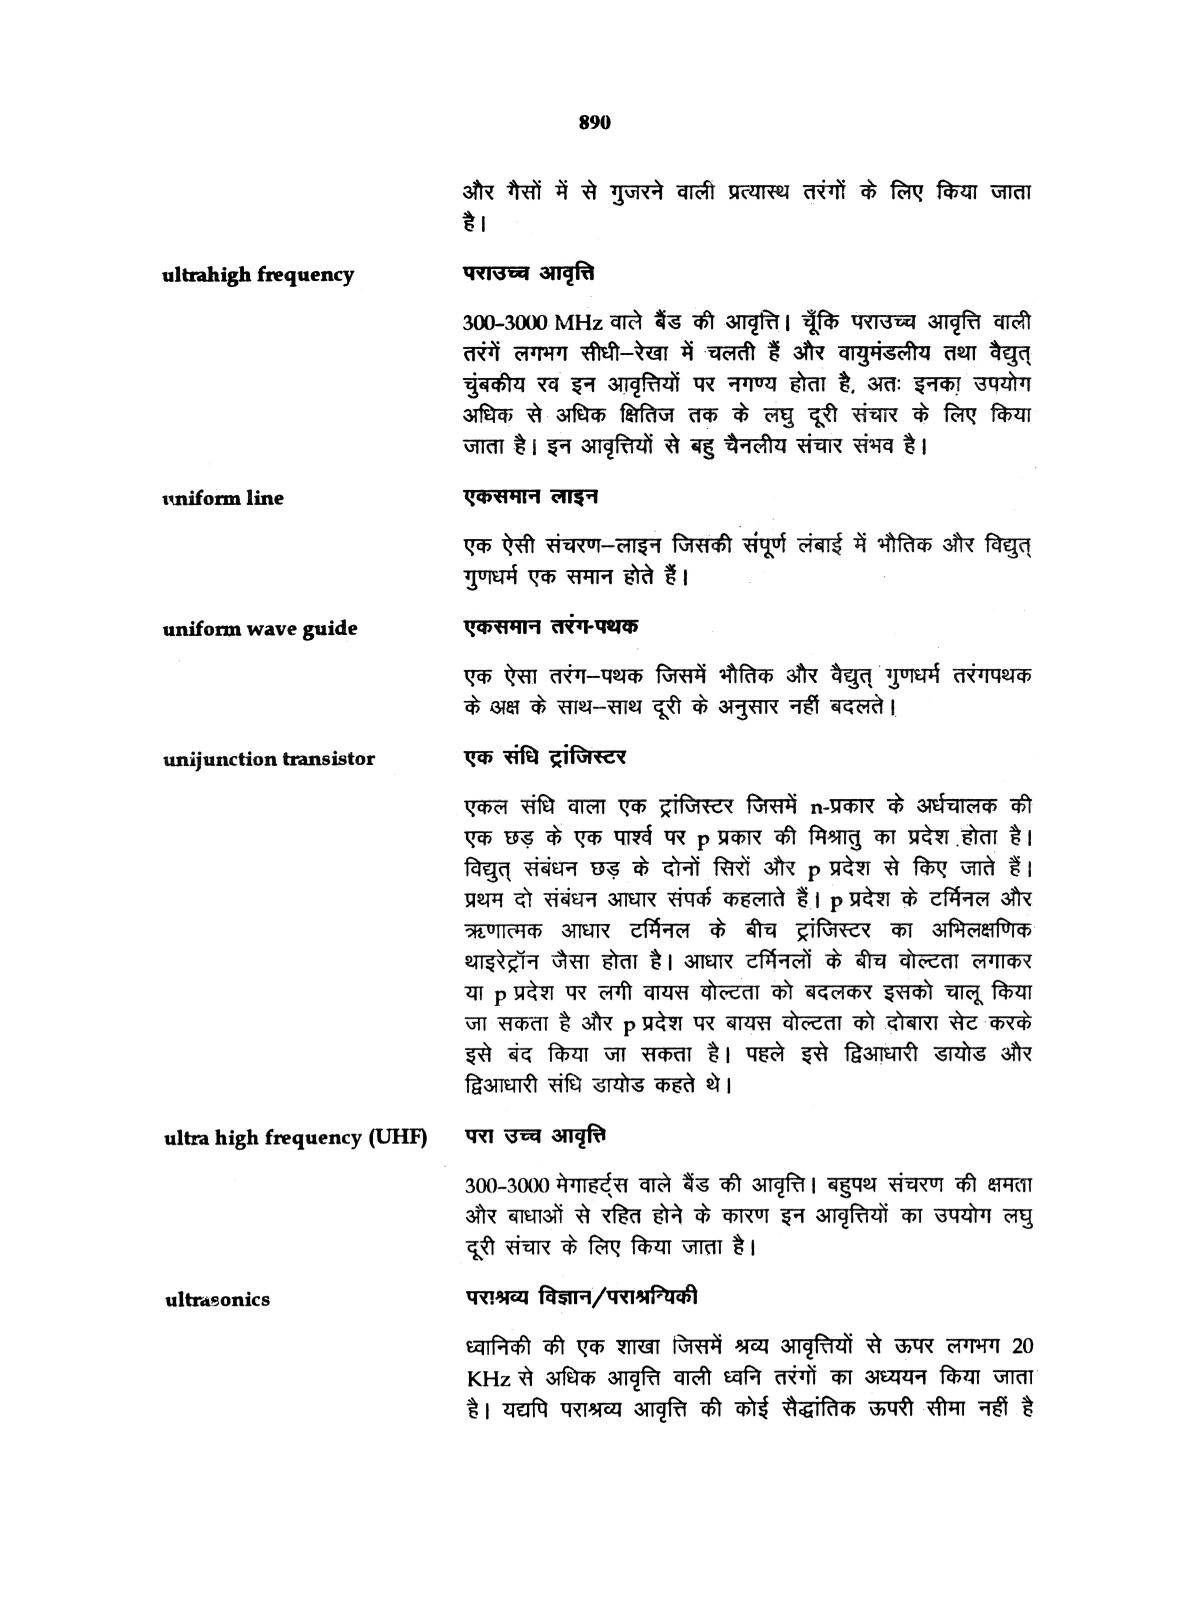 890
और गैसों में से गुजरने वाली प्रत्यास्थ तरंगों के लिए किया जाता
है।
ultrahigh frequency पराउच्च आवृत्ति
300-3000 MHz वाले बैंड की आवृत्ति। चूँकि पराउच्च आवृत्ति वाली
तरंगें लगभग सीधी–रेखा में चलती हैं और वायुमंडलीय तथा वैद्युत्
चुंबकीय रव इन आवृत्तियों पर नगण्य होता है, अतः इनका उपयोग
अधिक से अधिक क्षितिज तक के लघु दूरी संचार के लिए किया
जाता है। इन आवृत्तियों से बहु चैनलीय संचार संभव है।
uniform line एकसमान लाइन
एक ऐसी संचरण–लाइन जिसकी संपूर्ण लंबाई में भौतिक और विद्युत्
गुणधर्म एक समान होते हैं।
uniform wave guide एकसमान तरंग-पथक
एक ऐसा तरंग–पथक जिसमें भौतिक और वैद्युत् गुणधर्म तरंगपथक
के अक्ष के साथ–साथ दूरी के अनुसार नहीं बदलते।
unijunction transistor एक संधि ट्रांजिस्टर
एकल संधि वाला एक ट्रांजिस्टर जिसमें n-प्रकार के अर्धचालक की
एक छड़ के एक पार्श्व पर p प्रकार की मिश्रातु का प्रदेश होता है।
विद्युत् संबंधन छड़ के दोनों सिरों और p प्रदेश से किए जाते हैं।
प्रथम दो संबंधन आधार संपर्क कहलाते हैं। p प्रदेश के टर्मिनल और
ऋणात्मक आधार टर्मिनल के बीच ट्रांजिस्टर का अभिलक्षणिक
थाइरेट्रॉन जैसा होता है। आधार टर्मिनलों के बीच वोल्टता लगाकर
या p प्रदेश पर लगी वायस वोल्टता को बदलकर इसको चालू किया
जा सकता है और p प्रदेश पर बायस वोल्टता को दोबारा सेट करके
इसे बंद किया जा सकता है। पहले इसे द्विआधारी डायोड और
द्विआधारी संधि डायोड कहते थे।
ultra high frequency (UHF) परा उच्च आवृत्ति
300-3000 मेगाहर्ट्स वाले बैंड की आवृत्ति। बहुपथ संचरण की क्षमता
और बाधाओं से रहित होने के कारण इन आवृत्तियों का उपयोग लघु
दूरी संचार के लिए किया जाता है।
ultrasonics पराश्रव्य विज्ञान/पराश्रव्यिकी
ध्वानिकी की एक शाखा जिसमें श्रव्य आवृत्तियों से ऊपर लगभग 20
KHz से अधिक आवृत्ति वाली ध्वनि तरंगों का अध्ययन किया जाता
है। यद्यपि पराश्रव्य आवृत्ति की कोई सैद्धांतिक ऊपरी सीमा नहीं है